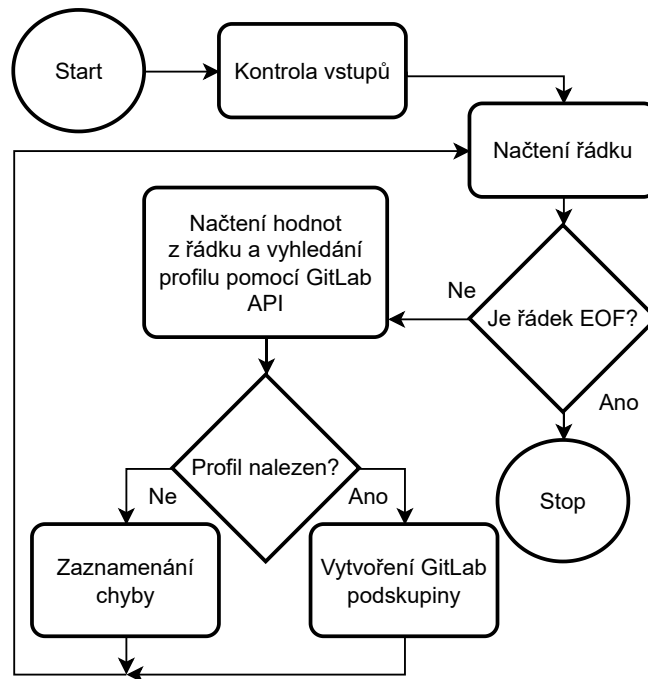 Start
Kontrola vstupů
Načtení řádku
Načtení hodnot
z řádku a vyhledání
profilu pomocí GitLab
API
Ne
Je řádek EOF?
Ano
Profil nalezen?
Ne
Ano
Stop
Zaznamenání
chyby
Vytvoření GitLab
podskupiny